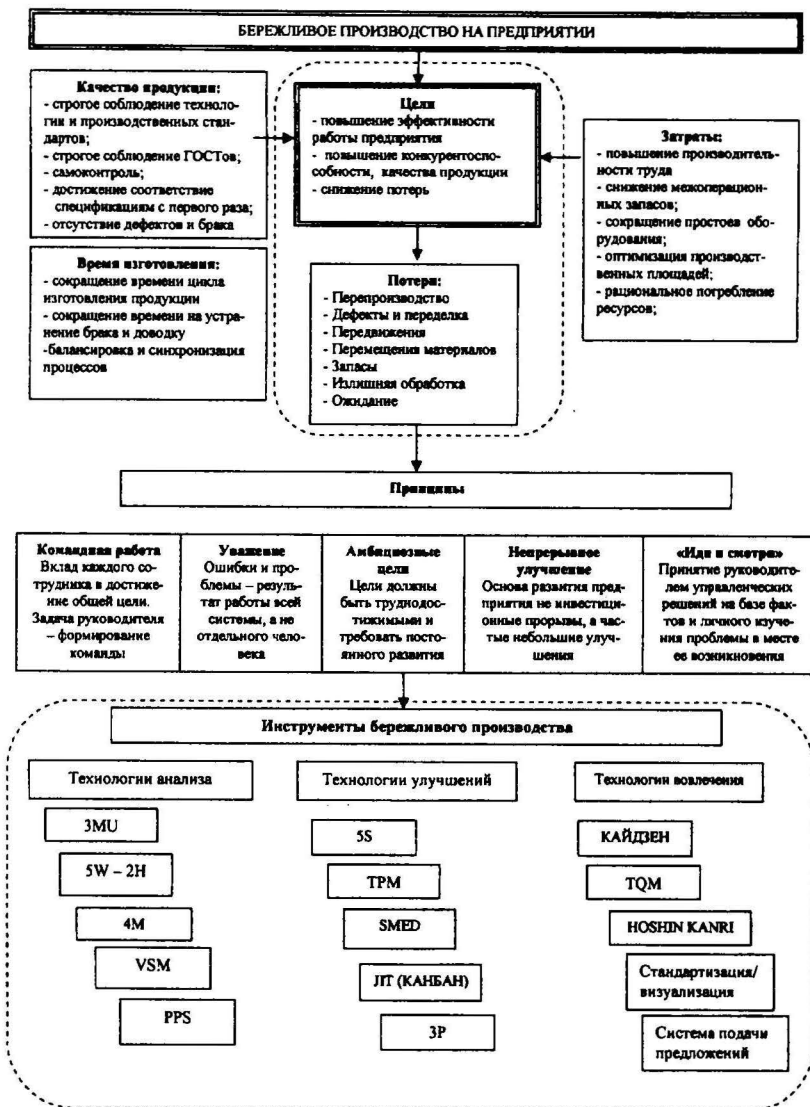 БЕРЕЖЛИВОЕ ПРОИЗВОДСТВО НА ПРЕДПРИЯТИИ
Качество продукции:
- строгое соблюдение техноло-
гии и производственных стан-
дартов;
- строгое соблюдение ГОСТов;
- самоконтроль;
- достижение соответствие
спецификациям с первого раза;
- отсутствие дефектов и брака
Цели
- повышение эффективности
работы предприятия
- повышение конкурентоспо-
собности, качества продукции
- снижение потерь
Затраты:
- повышение производитель-
ности труда
- снижение межоперацион-
ных запасов;
- сокращение простоев обо-
рудования;
- оптимизация производст-
венных площадей;
- рациональное потребление
ресурсов;
Время изготовления:
- сокращение времени цикла
изготовления продукции
- сокращение времени на устра-
нение брака и доводку
-балансировка и синхронизация
процессов
Потери:
- Перепроизводство
- Дефекты и переделка
- Передвижения
- Перемещения материалов
- Запасы
- Излишняя обработка
- Ожидание
Принципы
Командная работа
Вклад каждого со-
трудника в достиже-
ние общей цели.
Задача руководителя
– формирование
команды
Уважение
Ошибки и про-
блемы – резуль-
тат работы всей
системы, а не
отдельного чело-
века
Амбициозные
цели
Цели должны
быть труднодос-
тижимыми и
требовать посто-
янного развития
Непрерывное
улучшение
Основа развития пред-
приятия не инвестици-
онные прорывы, а час-
тые небольшие улуч-
шения
«Иди и смотри»
Принятие руководите-
лем управленческих
решений на базе фак-
тов и личного изуче-
ния проблемы в месте
ее возникновения
Инструменты бережливого производства
Технологии анализа
3MU
5W – 2H
4M
VSM
PPS
Технологии улучшений
5S
TPM
SMED
JIT (КАНБАН)
3P
Технологии вовлечения
КАЙДЗЕН
TQM
HOSHIN KANRI
Стандартизация/
визуализация
Система подачи
предложений